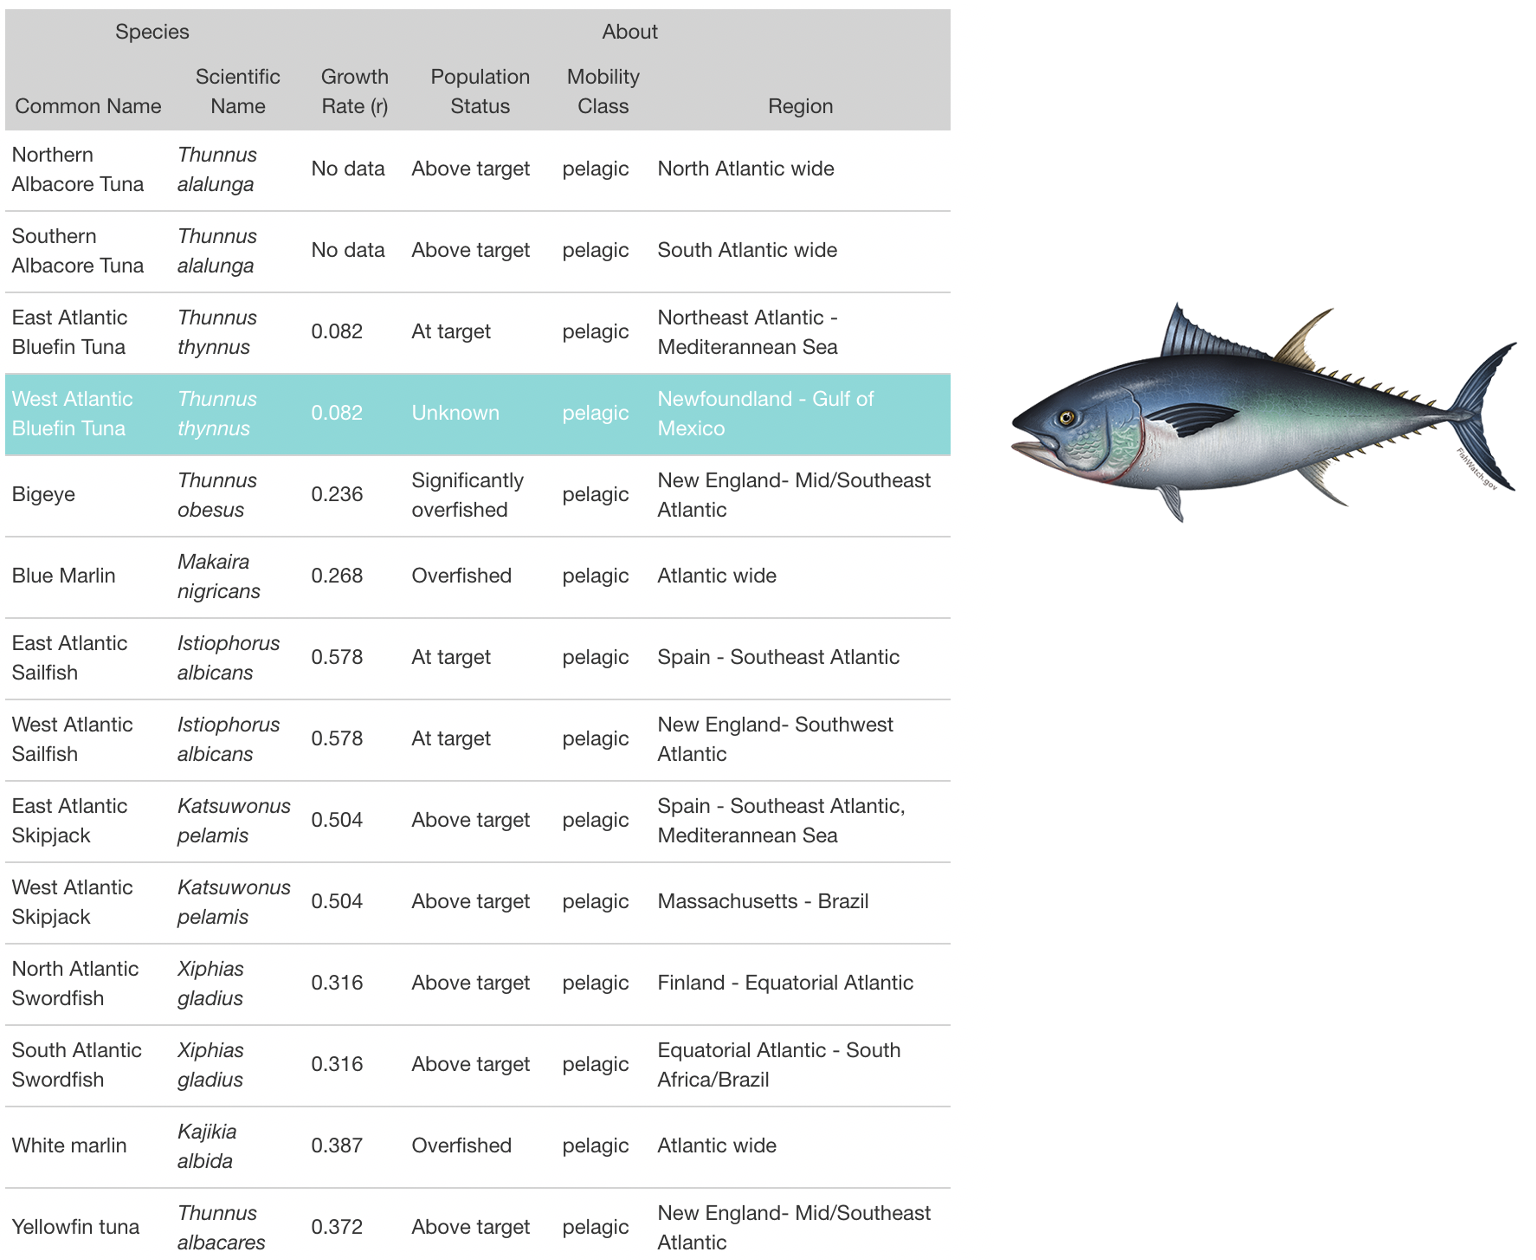 Species About
Common Name Scientific Name Growth Rate (r) Population Status Mobility Class Region
Northern Albacore Tuna Thunnus alalunga No data Above target pelagic North Atlantic wide
Southern Albacore Tuna Thunnus alalunga No data Above target pelagic South Atlantic wide
East Atlantic Bluefin Tuna Thunnus thynnus 0.082 At target pelagic Northeast Atlantic - Mediterannean Sea
West Atlantic Bluefin Tuna Thunnus thynnus 0.082 Unknown pelagic Newfoundland - Gulf of Mexico
Bigeye Thunnus obesus 0.236 Significantly overfished pelagic New England- Mid/Southeast Atlantic
Blue Marlin Makaira nigricans 0.268 Overfished pelagic Atlantic wide
East Atlantic Sailfish Istiophorus albicans 0.578 At target pelagic Spain - Southeast Atlantic
West Atlantic Sailfish Istiophorus albicans 0.578 At target pelagic New England- Southwest Atlantic
East Atlantic Skipjack Katsuwonus pelamis 0.504 Above target pelagic Spain - Southeast Atlantic, Mediterannean Sea
West Atlantic Skipjack Katsuwonus pelamis 0.504 Above target pelagic Massachusetts - Brazil
North Atlantic Swordfish Xiphias gladius 0.316 Above target pelagic Finland - Equatorial Atlantic
South Atlantic Swordfish Xiphias gladius 0.316 Above target pelagic Equatorial Atlantic - South Africa/Brazil
White marlin Kajikia albida 0.387 Overfished pelagic Atlantic wide
Yellowfin tuna Thunnus albacares 0.372 Above target pelagic New England- Mid/Southeast Atlantic
FishWatch.gov